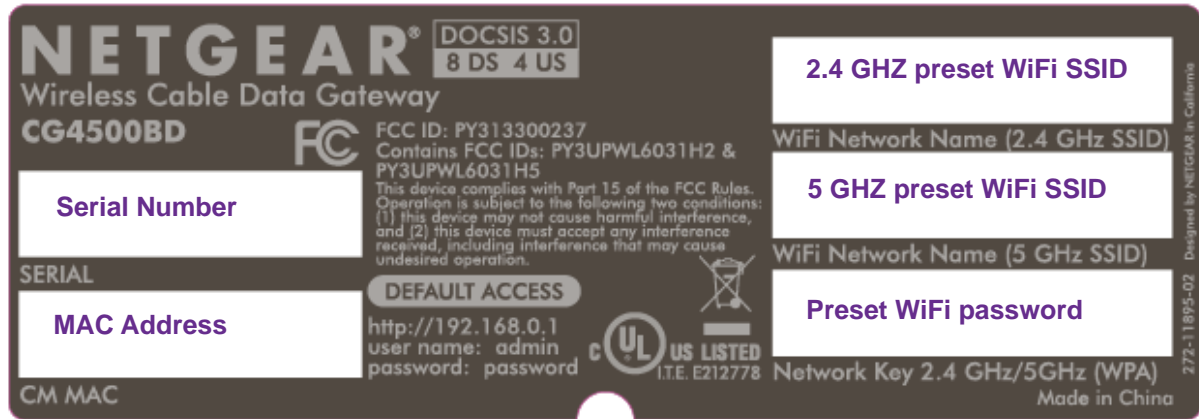 NETGEAR®
DOCSIS 3.0
8 DS 4 US
Wireless Cable Data Gateway
CG4500BD
FC
FCC ID: PY313300237
Contains FCC IDs: PY3UPWL6031H2 &
PY3UPWL6031H5
This device complies with Part 15 of the FCC Rules.
Operation is subject to the following two conditions:
(1) this device may not cause harmful interference,
and (2) this device must accept any interference
received, including interference that may cause
undesired operation.
Serial Number
SERIAL
MAC Address
CM MAC
DEFAULT ACCESS
http://192.168.0.1
user name: admin
password: password
C UL US LISTED
I.T.E. E212778
2.4 GHZ preset WiFi SSID
WiFi Network Name (2.4 GHz SSID)
5 GHZ preset WiFi SSID
WiFi Network Name (5 GHz SSID)
Preset WiFi password
Network Key 2.4 GHz/5GHz (WPA)
Made in China
272-11895-02 Designed by NETGEAR in California